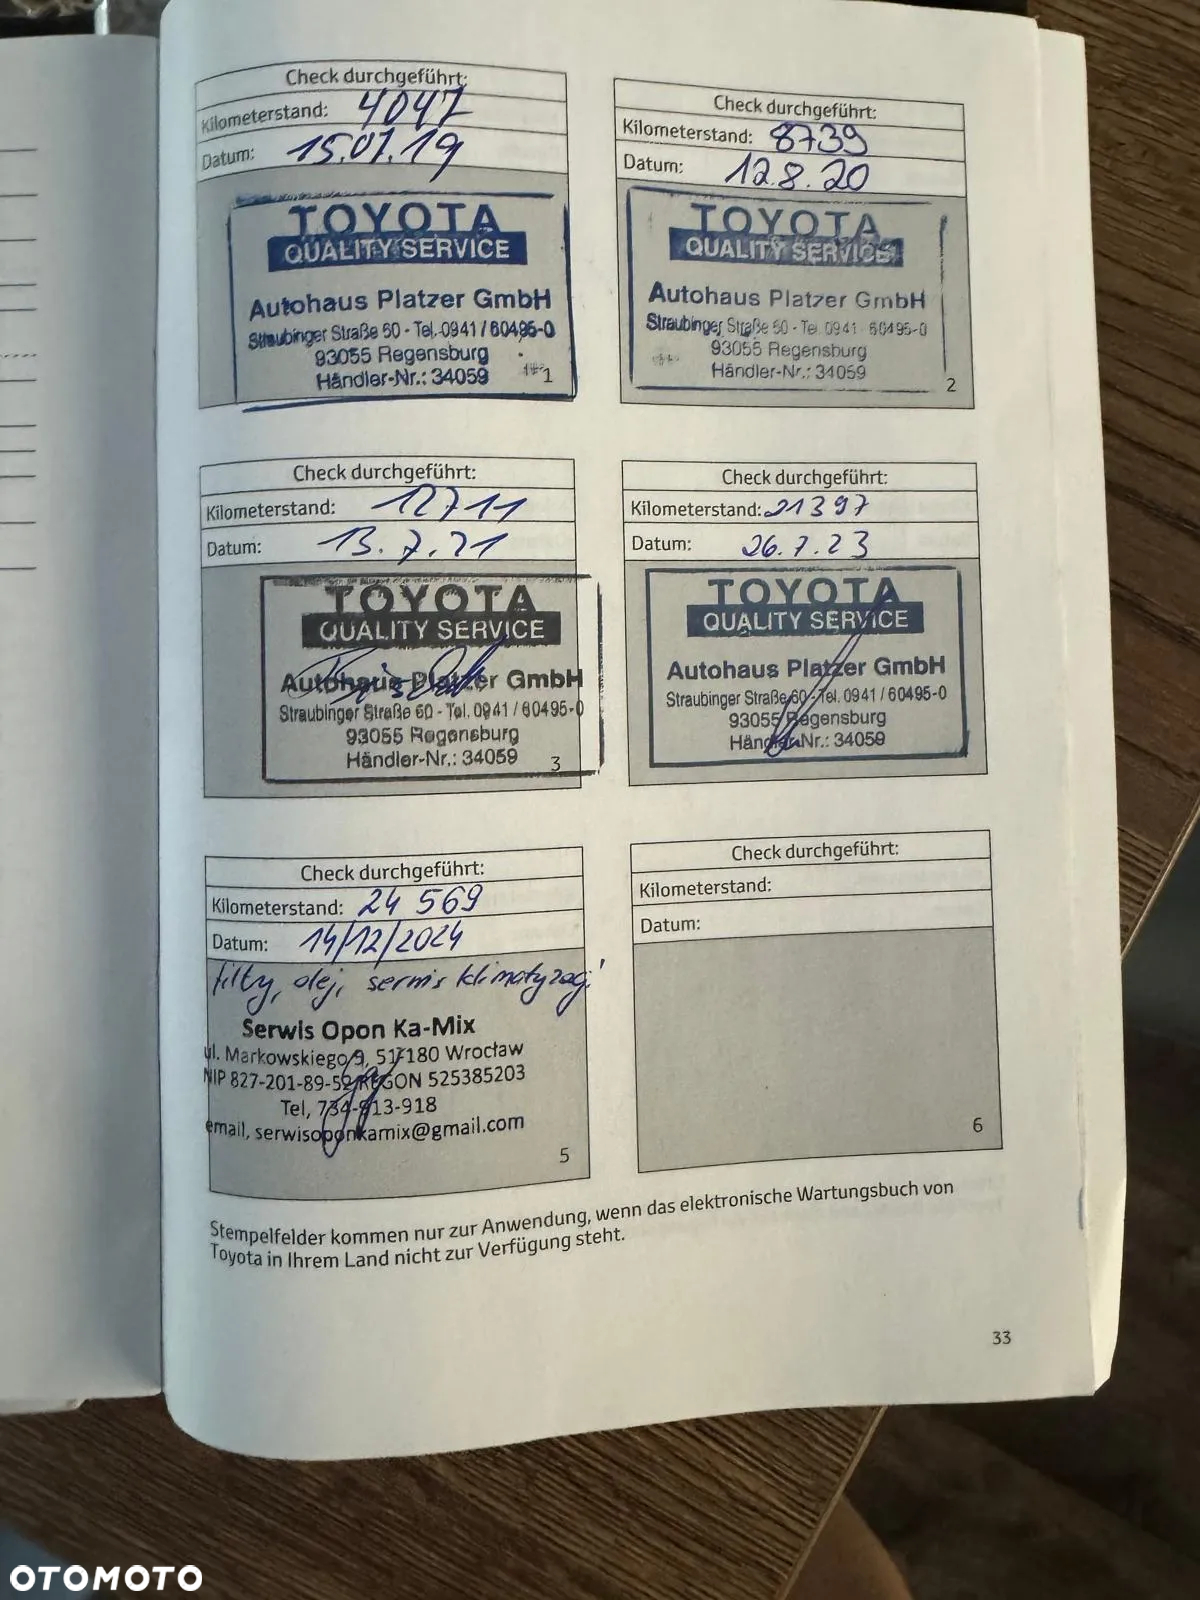 Check durchgeführt:
Kilometerstand: 4047
Datum: 15.07.19
TOYOTA
QUALITY SERVICE
Autohaus Platzer GmbH
Straubinger Straße 60 - Tel. 0941 / 60495-0
93055 Regensburg
Händler-Nr.: 34059
1
Check durchgeführt:
Kilometerstand: 8739
Datum: 12.8.20
TOYOTA
QUALITY SERVICE
Autohaus Platzer GmbH
Straubinger Straße 60 - Tel. 0941 60495-0
93055 Regensburg
Händler-Nr.: 34059
2
Check durchgeführt:
Kilometerstand: 12711
Datum: 13.7.21
TOYOTA
QUALITY SERVICE
Autohaus Platzer GmbH
Straubinger Straße 60 - Tel. 0941 / 60495-0
93055 Regensburg
Händler-Nr.: 34059
3
Check durchgeführt:
Kilometerstand: 21397
Datum: 26.7.23
TOYOTA
QUALITY SERVICE
Autohaus Platzer GmbH
Straubinger Straße 60 - Tel. 0941 / 60495-0
93055 Regensburg
Händler-Nr.: 34059
Check durchgeführt:
Kilometerstand: 24 569
Datum: 14/12/2024
filtry, olej, serwis klimatyzacji
Serwis Opon Ka-Mix
ul. Markowskiego 9, 51-180 Wrocław
NIP 827-201-89-52 REGON 525385203
Tel, 734-913-918
email, serwisoponkamix@gmail.com
5
Check durchgeführt:
Kilometerstand:
Datum:
6
Stempelfelder kommen nur zur Anwendung, wenn das elektronische Wartungsbuch von
Toyota in Ihrem Land nicht zur Verfügung steht.
33
OTOMOTO